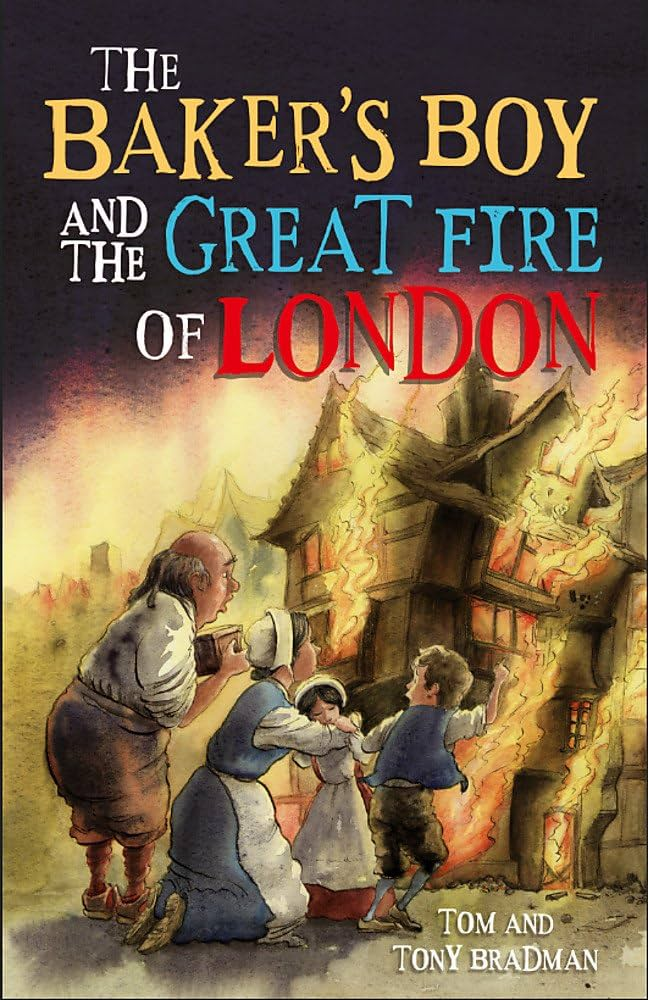 THE
BAKER'S BOY
AND THE GREAT FIRE
OF LONDON
TOM AND
TONY BRADMAN